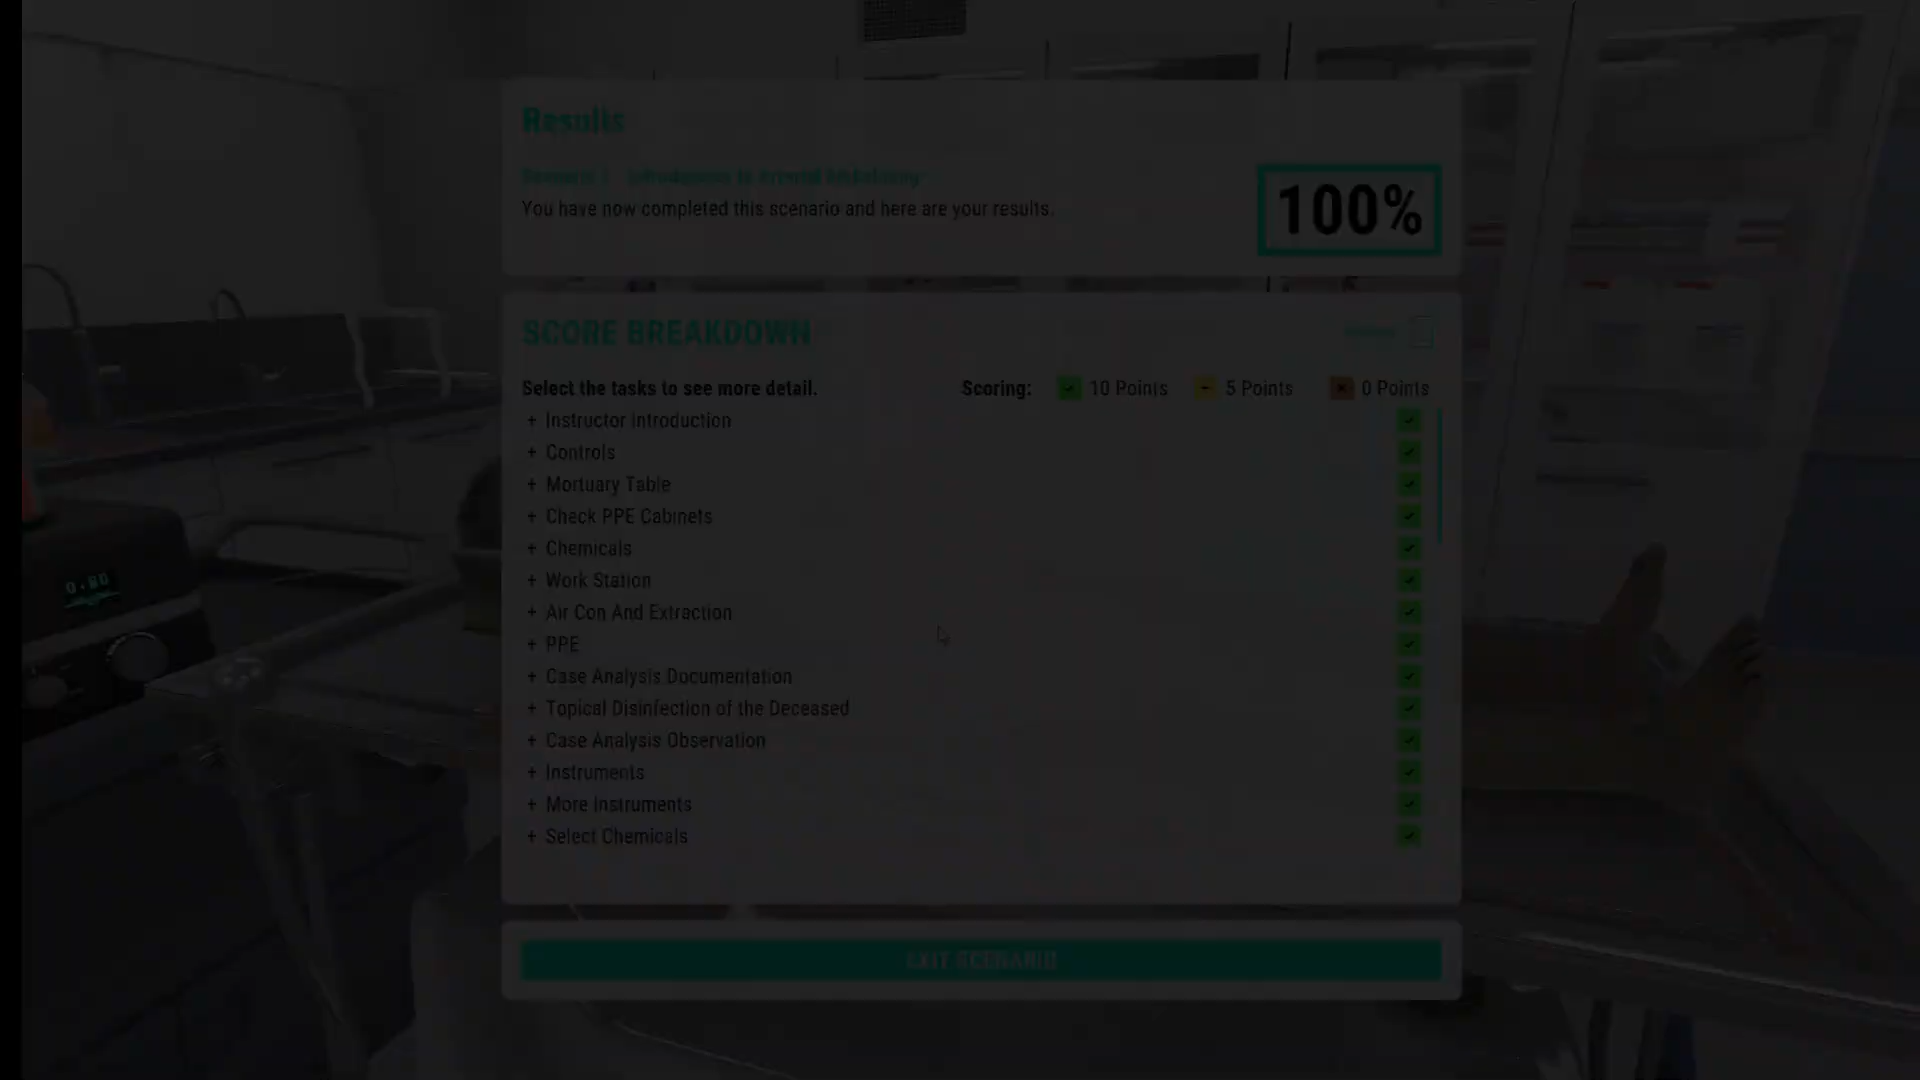 Results
You have now completed this scenario and here are your results.
100%
SCORE BREAKDOWN
Select the tasks to see more detail.
Scoring: 10 Points 5 Points 0 Points
+ Instructor Introduction
+ Controls
+ Mortuary Table
+ Check PPE Cabinets
+ Chemicals
+ Work Station
+ Air Con And Extraction
+ PPE
+ Case Analysis Documentation
+ Topical Disinfection of the Deceased
+ Case Analysis Observation
+ Instruments
+ More Instruments
+ Select Chemicals
EXIT SCENARIO
0.80